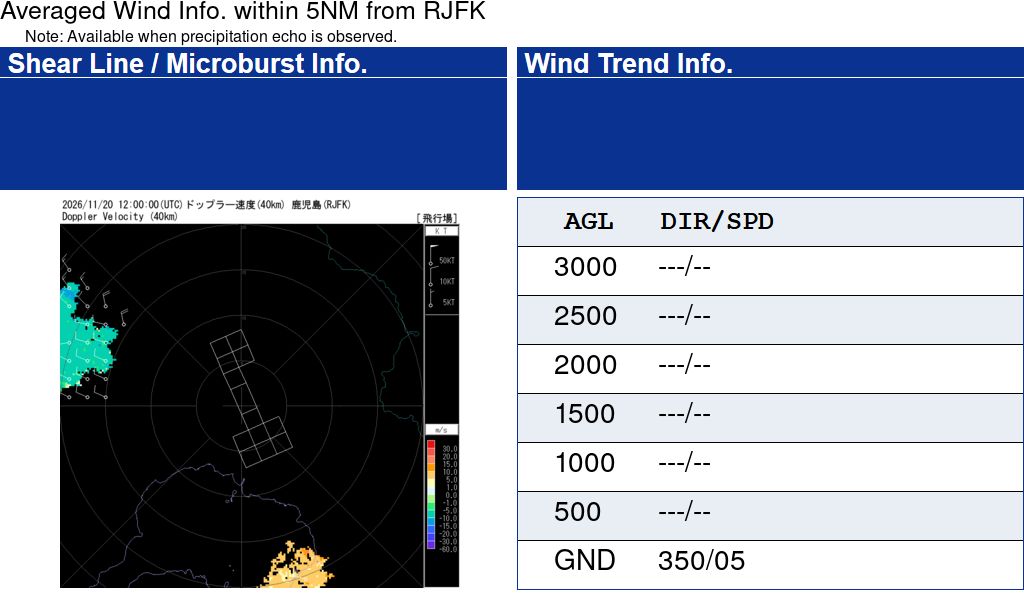 Averaged Wind Info. within 5NM from RJFK
Note: Available when precipitation echo is observed.
Shear Line / Microburst Info.
Wind Trend Info.
2026/11/20 12:00:00(UTC) ドップラー速度(40km) 鹿児島(RJFK)
Doppler Velocity (40km)
[飛行場]
K T
50KT
10KT
5KT
m/s
30.0
20.0
15.0
10.0
5.0
1.0
0.0
-1.0
-5.0
-10.0
-15.0
-20.0
-30.0
-60.0
AGL DIR/SPD
3000 ---/--
2500 ---/--
2000 ---/--
1500 ---/--
1000 ---/--
500 ---/--
GND 350/05